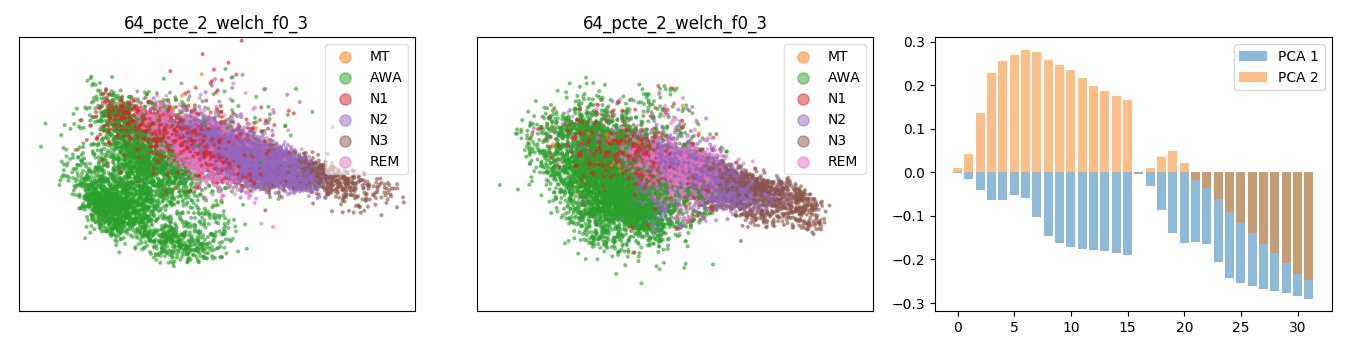 64_pcte_2_welch_f0_3
MT
AWA
N1
N2
N3
REM
64_pcte_2_welch_f0_3
MT
AWA
N1
N2
N3
REM
PCA 1
PCA 2
0.3
0.2
0.1
0.0
−0.1
−0.2
−0.3
0 5 10 15 20 25 30